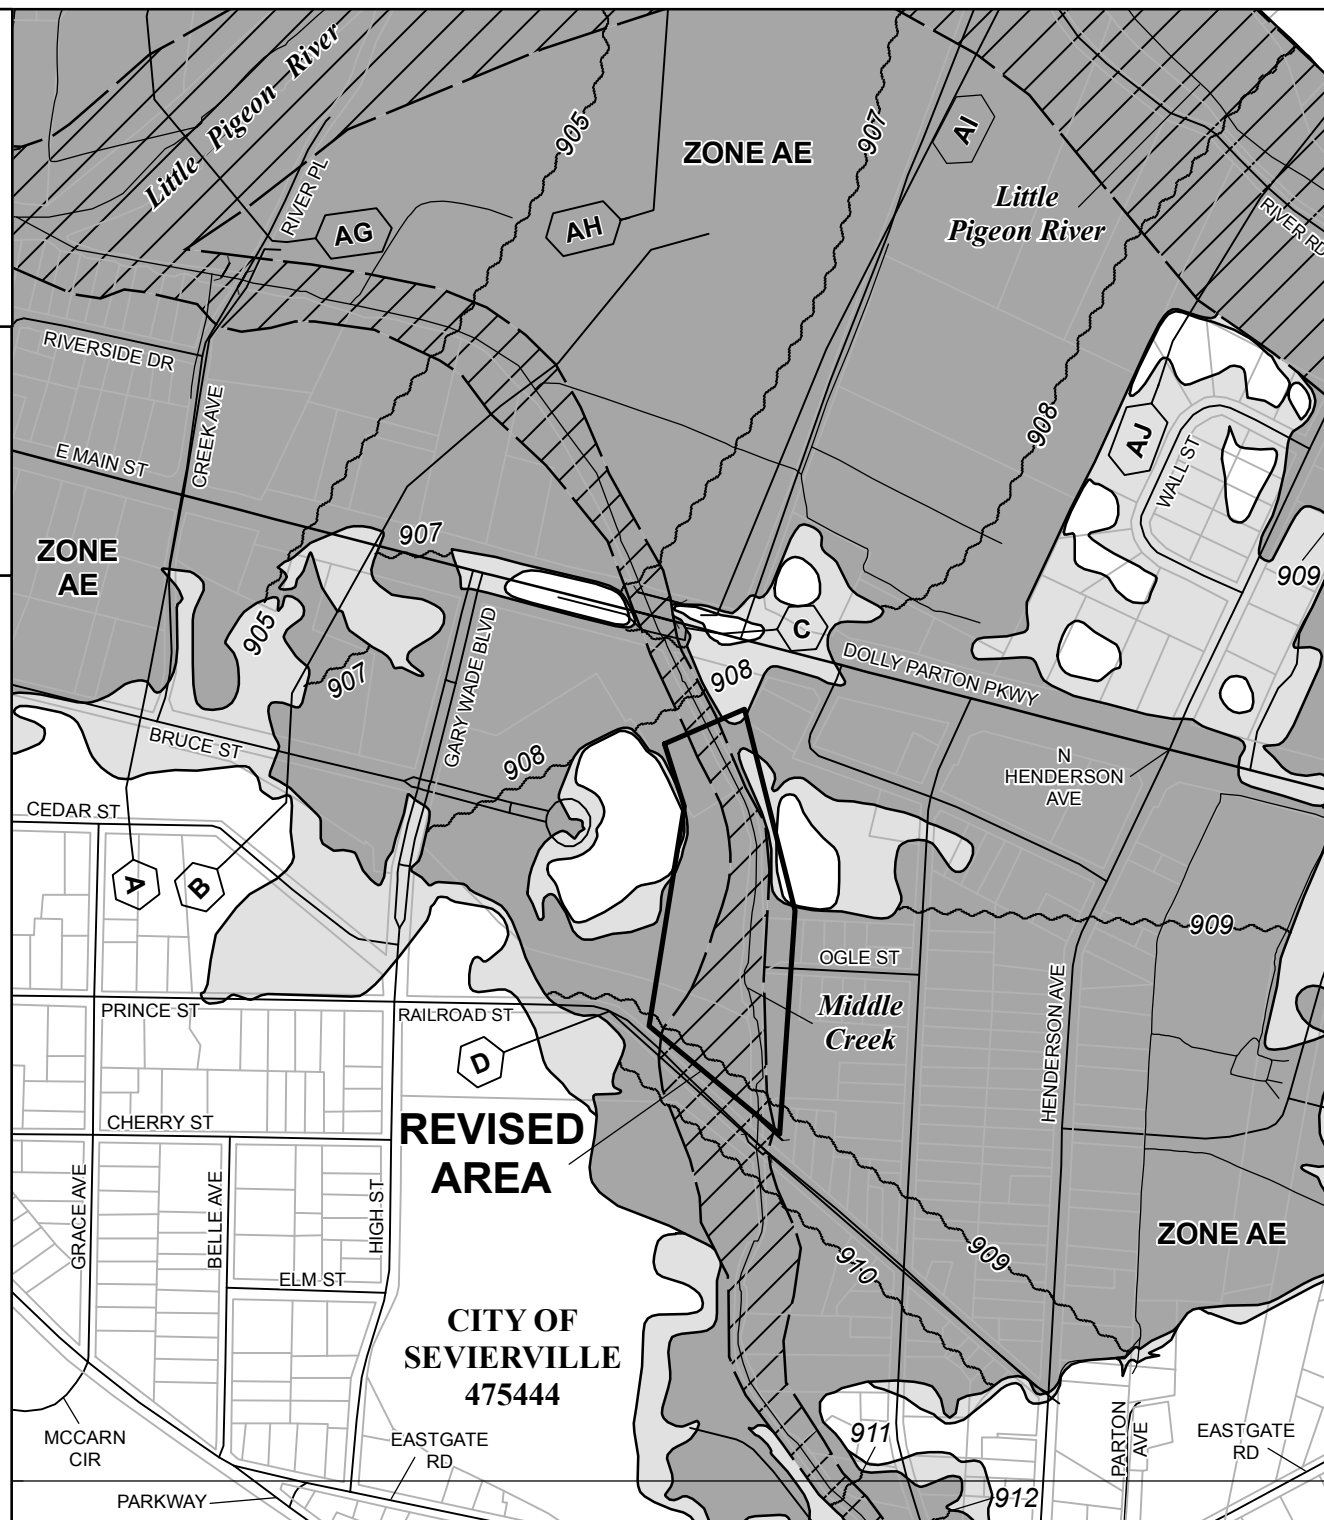 Little Pigeon River
905
907
AI
ZONE AE
Little
Pigeon River
RIVER PL
AG
AH
RIVER RD
RIVERSIDE DR
CREEK AVE
E MAIN ST
908
AJ
WALL ST
907
ZONE
AE
909
905
907
GARY WADE BLVD
C
908
DOLLY PARTON PKWY
BRUCE ST
908
N
HENDERSON
AVE
CEDAR ST
A
B
909
OGLE ST
PRINCE ST
RAILROAD ST
Middle
Creek
HENDERSON AVE
D
CHERRY ST
REVISED
AREA
GRACE AVE
BELLE AVE
HIGH ST
ZONE AE
909
910
ELM ST
CITY OF
SEVIERVILLE
475444
MCCARN
CIR
EASTGATE
RD
911
PARTON
AVE
EASTGATE
RD
PARKWAY
912